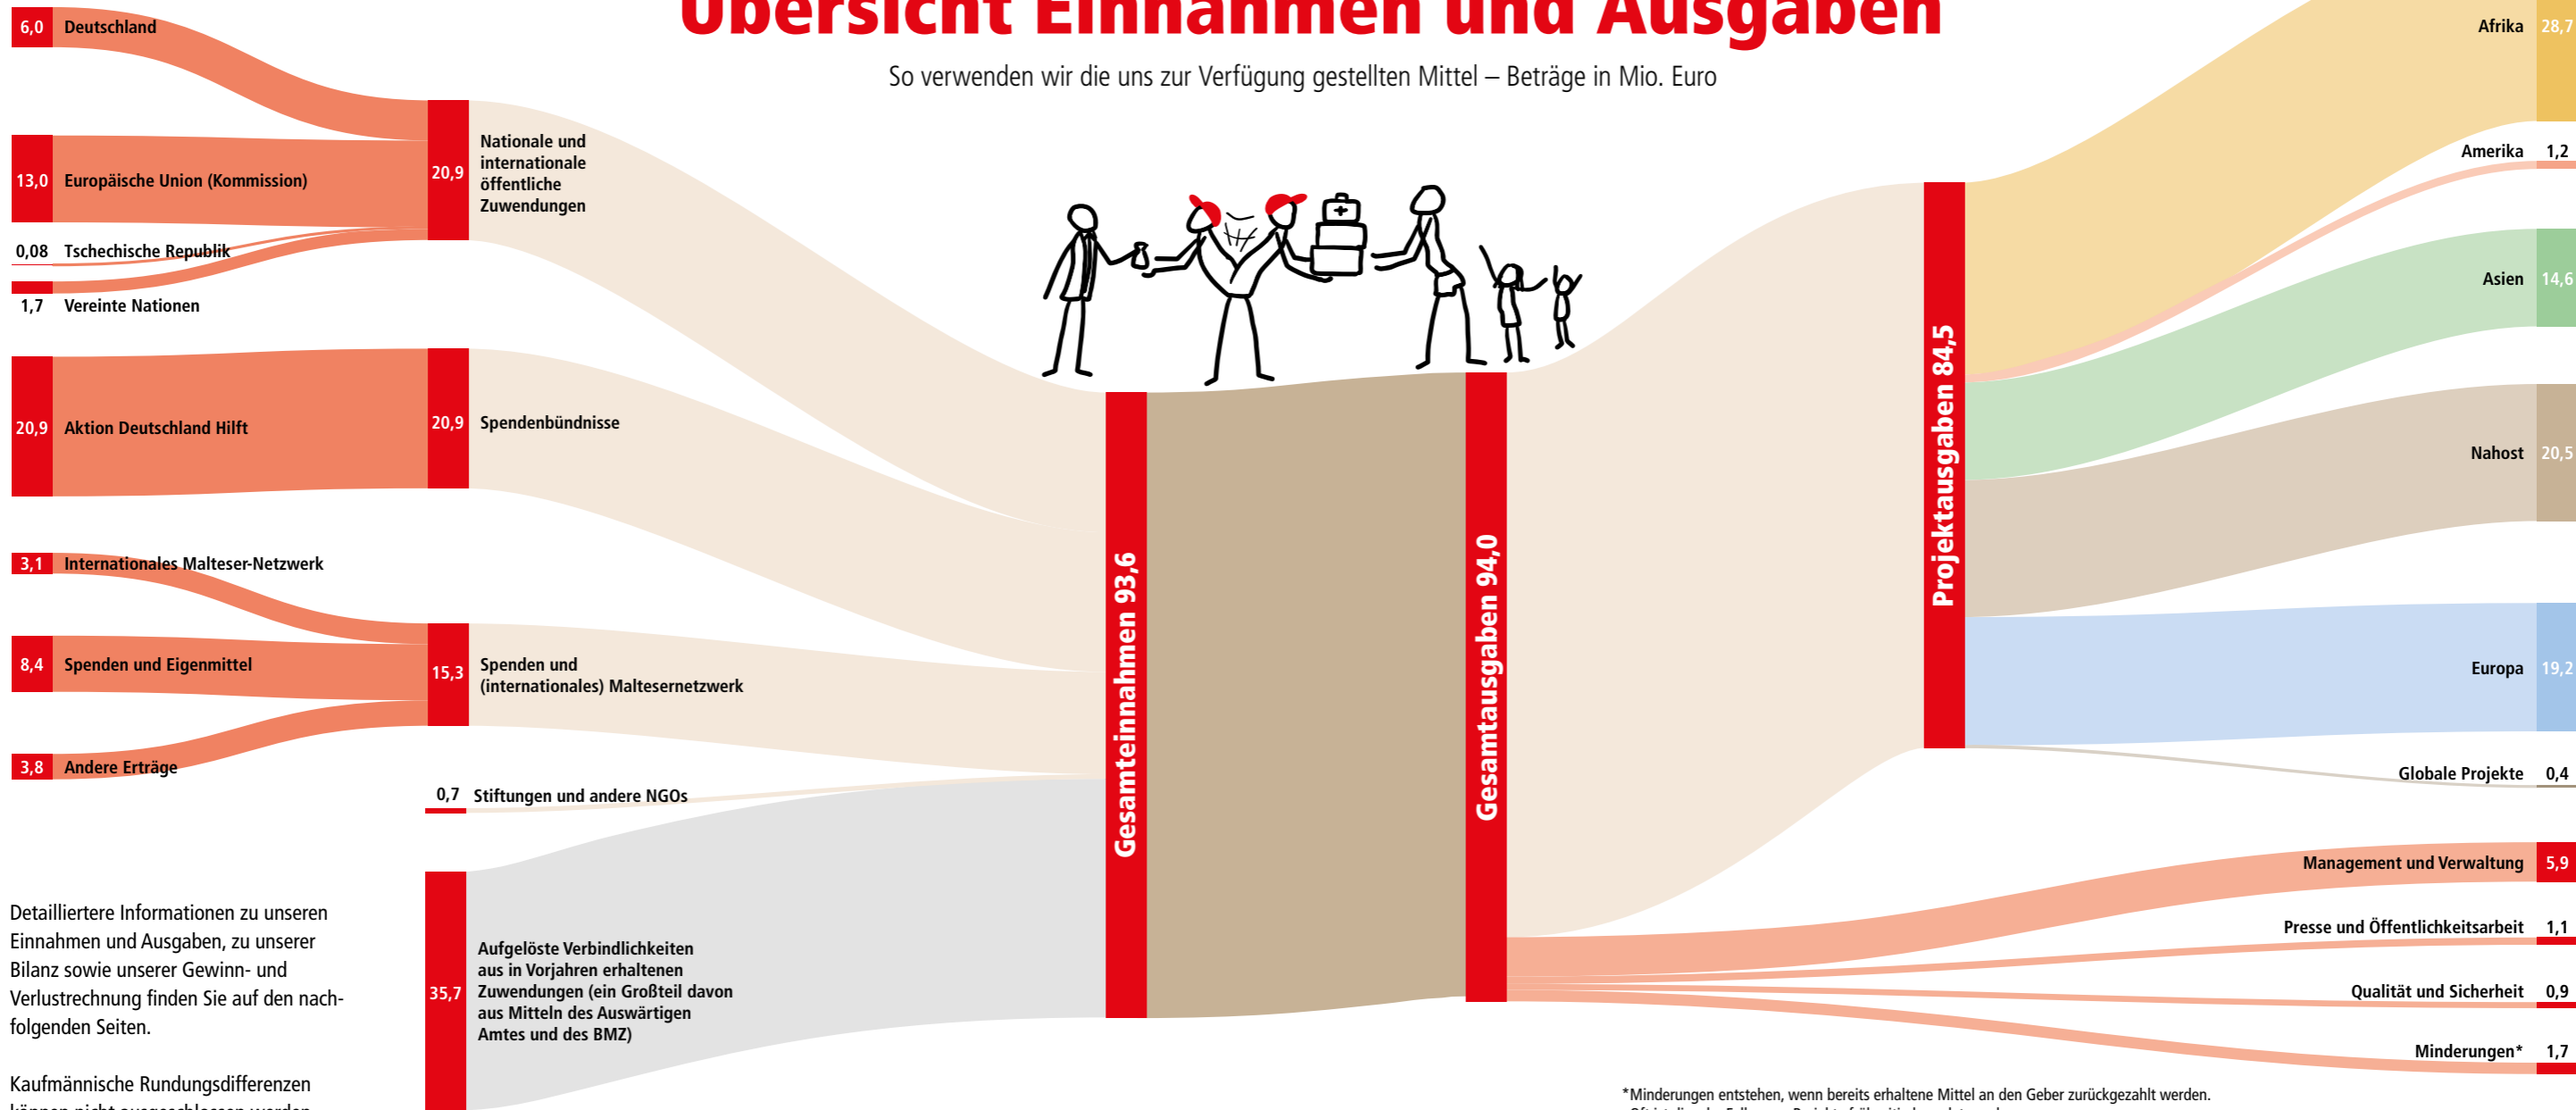 Übersicht Einnahmen und Ausgaben
So verwenden wir die uns zur Verfügung gestellten Mittel – Beträge in Mio. Euro
6,0 Deutschland
13,0 Europäische Union (Kommission)
0,08 Tschechische Republik
1,7 Vereinte Nationen
20,9 Aktion Deutschland Hilft
3,1 Internationales Malteser-Netzwerk
8,4 Spenden und Eigenmittel
3,8 Andere Erträge
20,9
Nationale und
internationale
öffentliche
Zuwendungen
20,9 Spendenbündnisse
15,3
Spenden und
(internationales) Maltesernetzwerk
0,7 Stiftungen und andere NGOs
35,7
Aufgelöste Verbindlichkeiten
aus in Vorjahren erhaltenen
Zuwendungen (ein Großteil davon
aus Mitteln des Auswärtigen
Amtes und des BMZ)
Gesamteinnahmen 93,6
Gesamtausgaben 94,0
Projektausgaben 84,5
Afrika 28,7
Amerika 1,2
Asien 14,6
Nahost 20,5
Europa 19,2
Globale Projekte 0,4
Management und Verwaltung 5,9
Presse und Öffentlichkeitsarbeit 1,1
Qualität und Sicherheit 0,9
Minderungen* 1,7
Detailliertere Informationen zu unseren
Einnahmen und Ausgaben, zu unserer
Bilanz sowie unserer Gewinn- und
Verlustrechnung finden Sie auf den nach-
folgenden Seiten.
Kaufmännische Rundungsdifferenzen
können nicht ausgeschlossen werden
*Minderungen entstehen, wenn bereits erhaltene Mittel an den Geber zurückgezahlt werden.